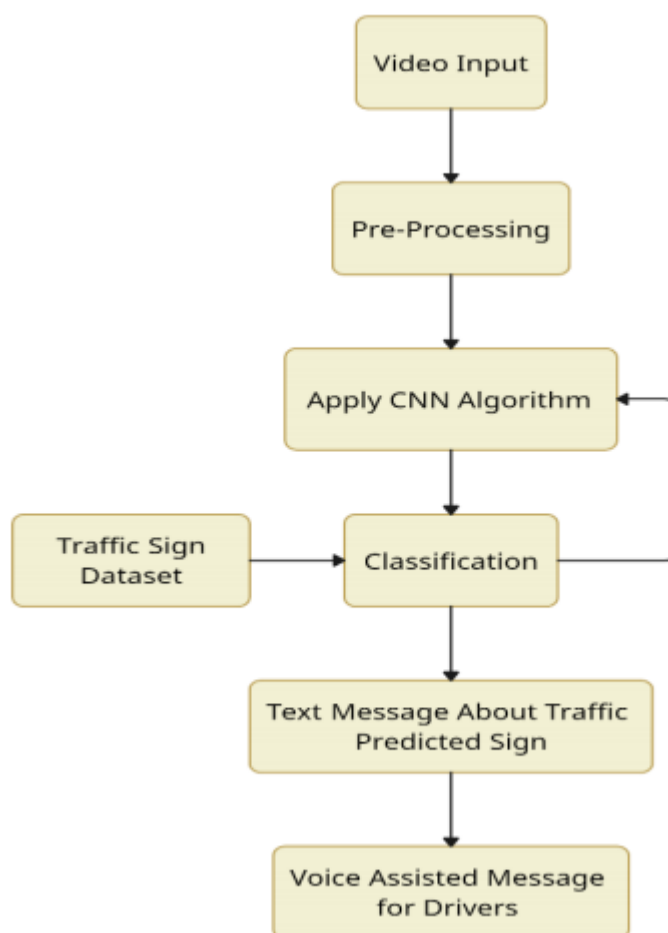 Video Input
Pre-Processing
Apply CNN Algorithm
Traffic Sign
Dataset
Classification
Text Message About Traffic
Predicted Sign
Voice Assisted Message
for Drivers